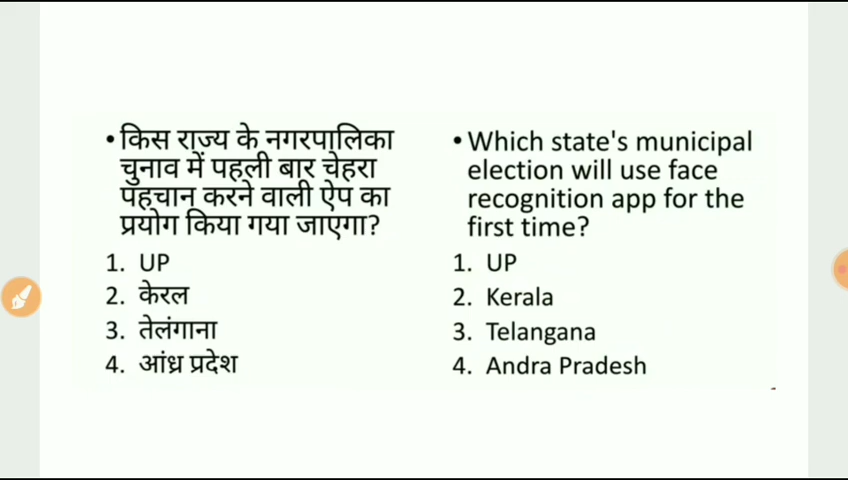 • किस राज्य के नगरपालिका
चुनाव में पहली बार चेहरा
पहचान करने वाली ऐप का
प्रयोग किया गया जाएगा?
1. UP
2. केरल
3. तेलंगाना
4. आंध्र प्रदेश
• Which state's municipal
election will use face
recognition app for the
first time?
1. UP
2. Kerala
3. Telangana
4. Andra Pradesh